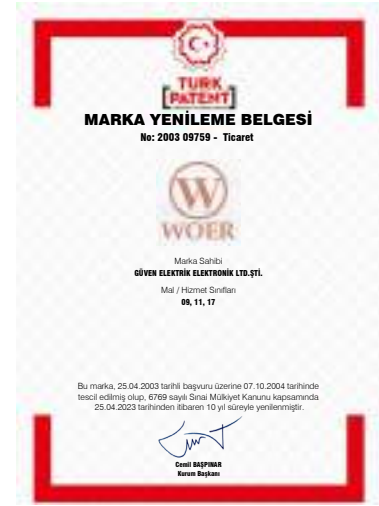 TURK
PATENT
MARKA YENİLEME BELGESİ
No: 2003 09759 - Ticaret
W
WOER
Marka Sahibi
GÜVEN ELEKTRİK ELEKTRONİK LTD.ŞTİ.
Mal / Hizmet Sınıfları
09, 11, 17
Bu marka, 25.04.2003 tarihli başvuru üzerine 07.10.2004 tarihinde
tescil edilmiş olup, 6769 sayılı Sınai Mülkiyet Kanunu kapsamında
25.04.2023 tarihinden itibaren 10 yıl süreyle yenilenmiştir.
Cemil BAŞPINAR
Kurum Başkanı